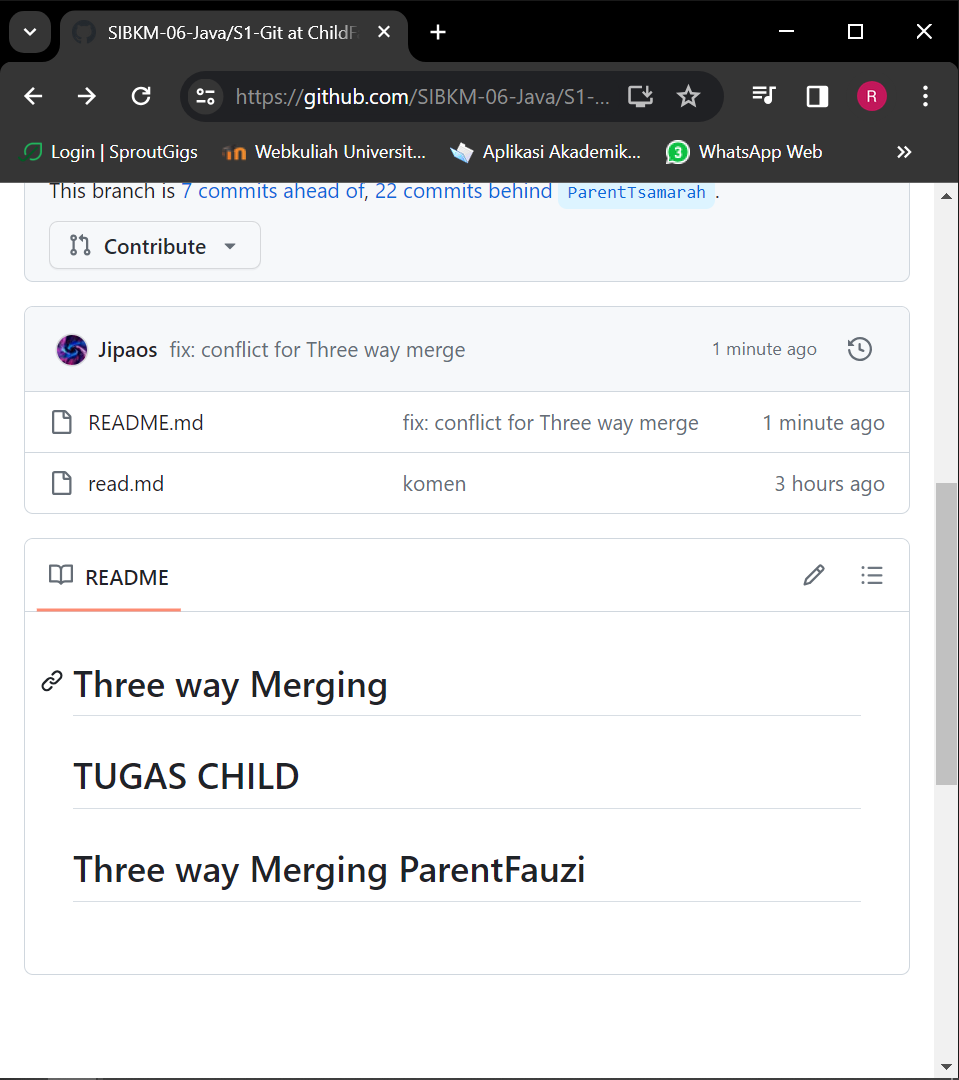 SIBKM-06-Java/S1-Git at ChildF
https://github.com/SIBKM-06-Java/S1-...
R
Login | SproutGigs
Webkuliah Universit...
Aplikasi Akademik...
3
WhatsApp Web
This branch is 7 commits ahead of, 22 commits behind ParentTsamarah .
Contribute
Jipaos fix: conflict for Three way merge 1 minute ago
README.md fix: conflict for Three way merge 1 minute ago
read.md komen 3 hours ago
README
Three way Merging
TUGAS CHILD
Three way Merging ParentFauzi